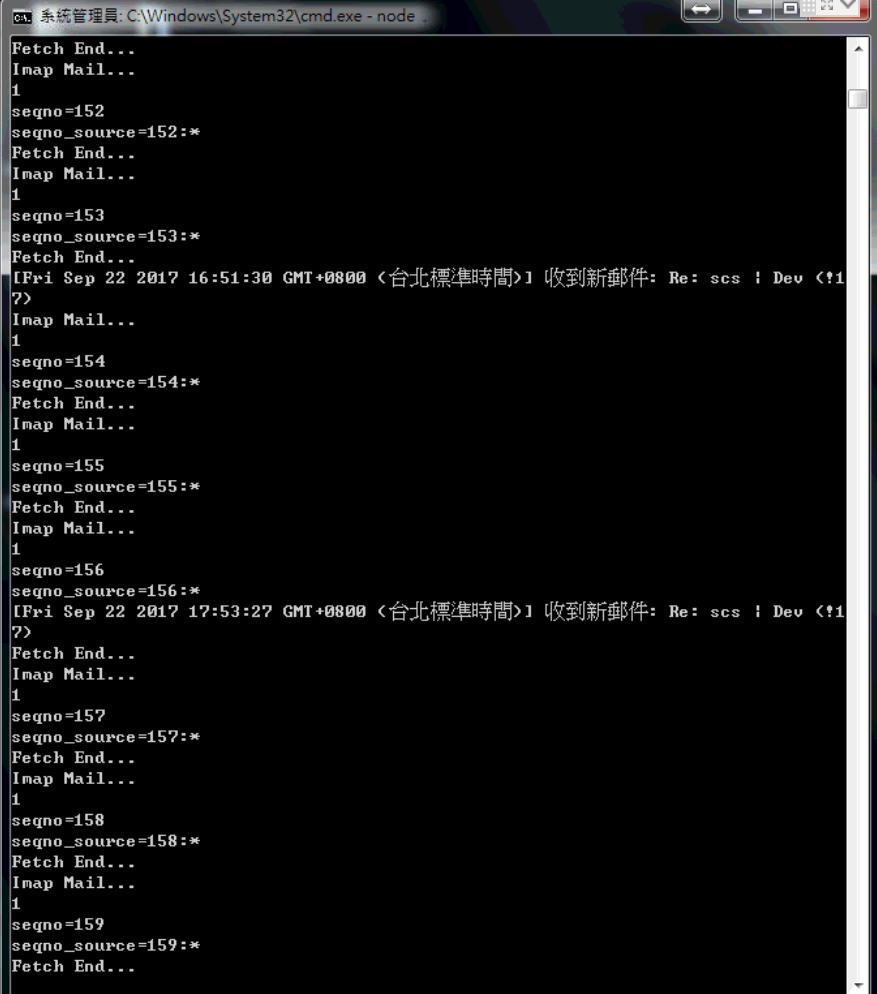 系統管理員: C:\Windows\System32\cmd.exe - node .
Fetch End...
Imap Mail...
1
seqno=152
seqno_source=152:*
Fetch End...
Imap Mail...
1
seqno=153
seqno_source=153:*
Fetch End...
[Fri Sep 22 2017 16:51:30 GMT+0800 (台北標準時間)] 收到新郵件: Re: scs | Dev (!1
7)
Imap Mail...
1
seqno=154
seqno_source=154:*
Fetch End...
Imap Mail...
1
seqno=155
seqno_source=155:*
Fetch End...
Imap Mail...
1
seqno=156
seqno_source=156:*
[Fri Sep 22 2017 17:53:27 GMT+0800 (台北標準時間)] 收到新郵件: Re: scs | Dev (!1
7)
Fetch End...
Imap Mail...
1
seqno=157
seqno_source=157:*
Fetch End...
Imap Mail...
1
seqno=158
seqno_source=158:*
Fetch End...
Imap Mail...
1
seqno=159
seqno_source=159:*
Fetch End...